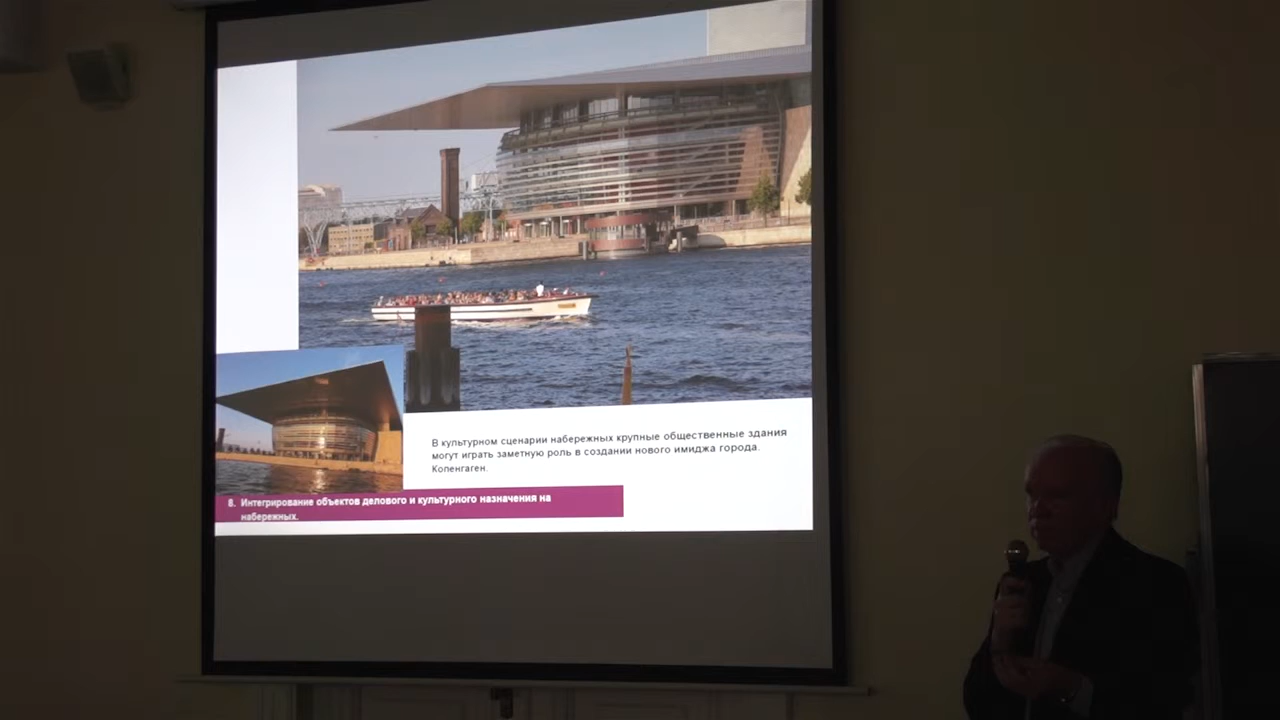 В культурном сценарии набережных крупные общественные здания
могут играть заметную роль в создании нового имиджа города.
Копенгаген.
8. Интегрирование объектов делового и культурного назначения на
набережных.